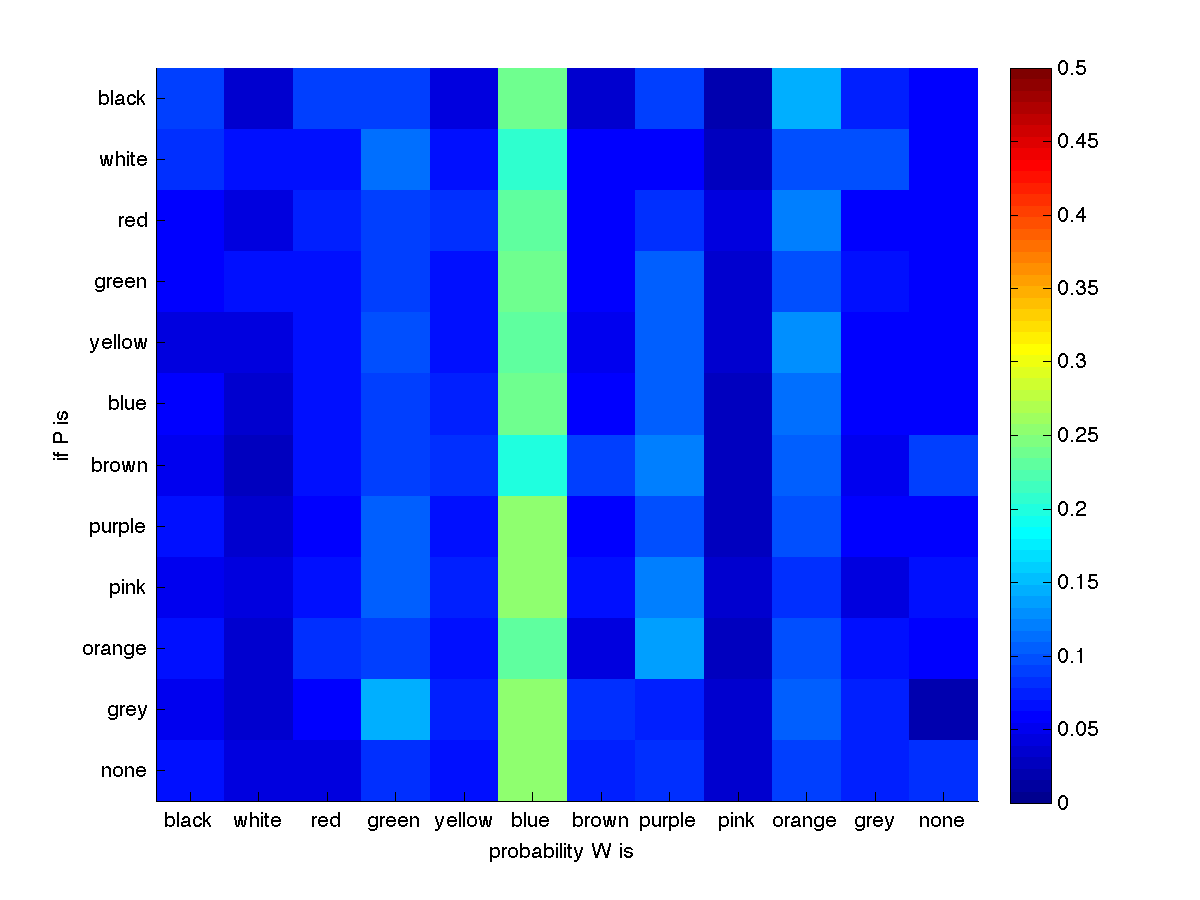 black
white
red
green
yellow
blue
brown
purple
pink
orange
grey
none
if P is
black white red green yellow blue brown purple pink orange grey none
probability W is
0.5
0.45
0.4
0.35
0.3
0.25
0.2
0.15
0.1
0.05
0